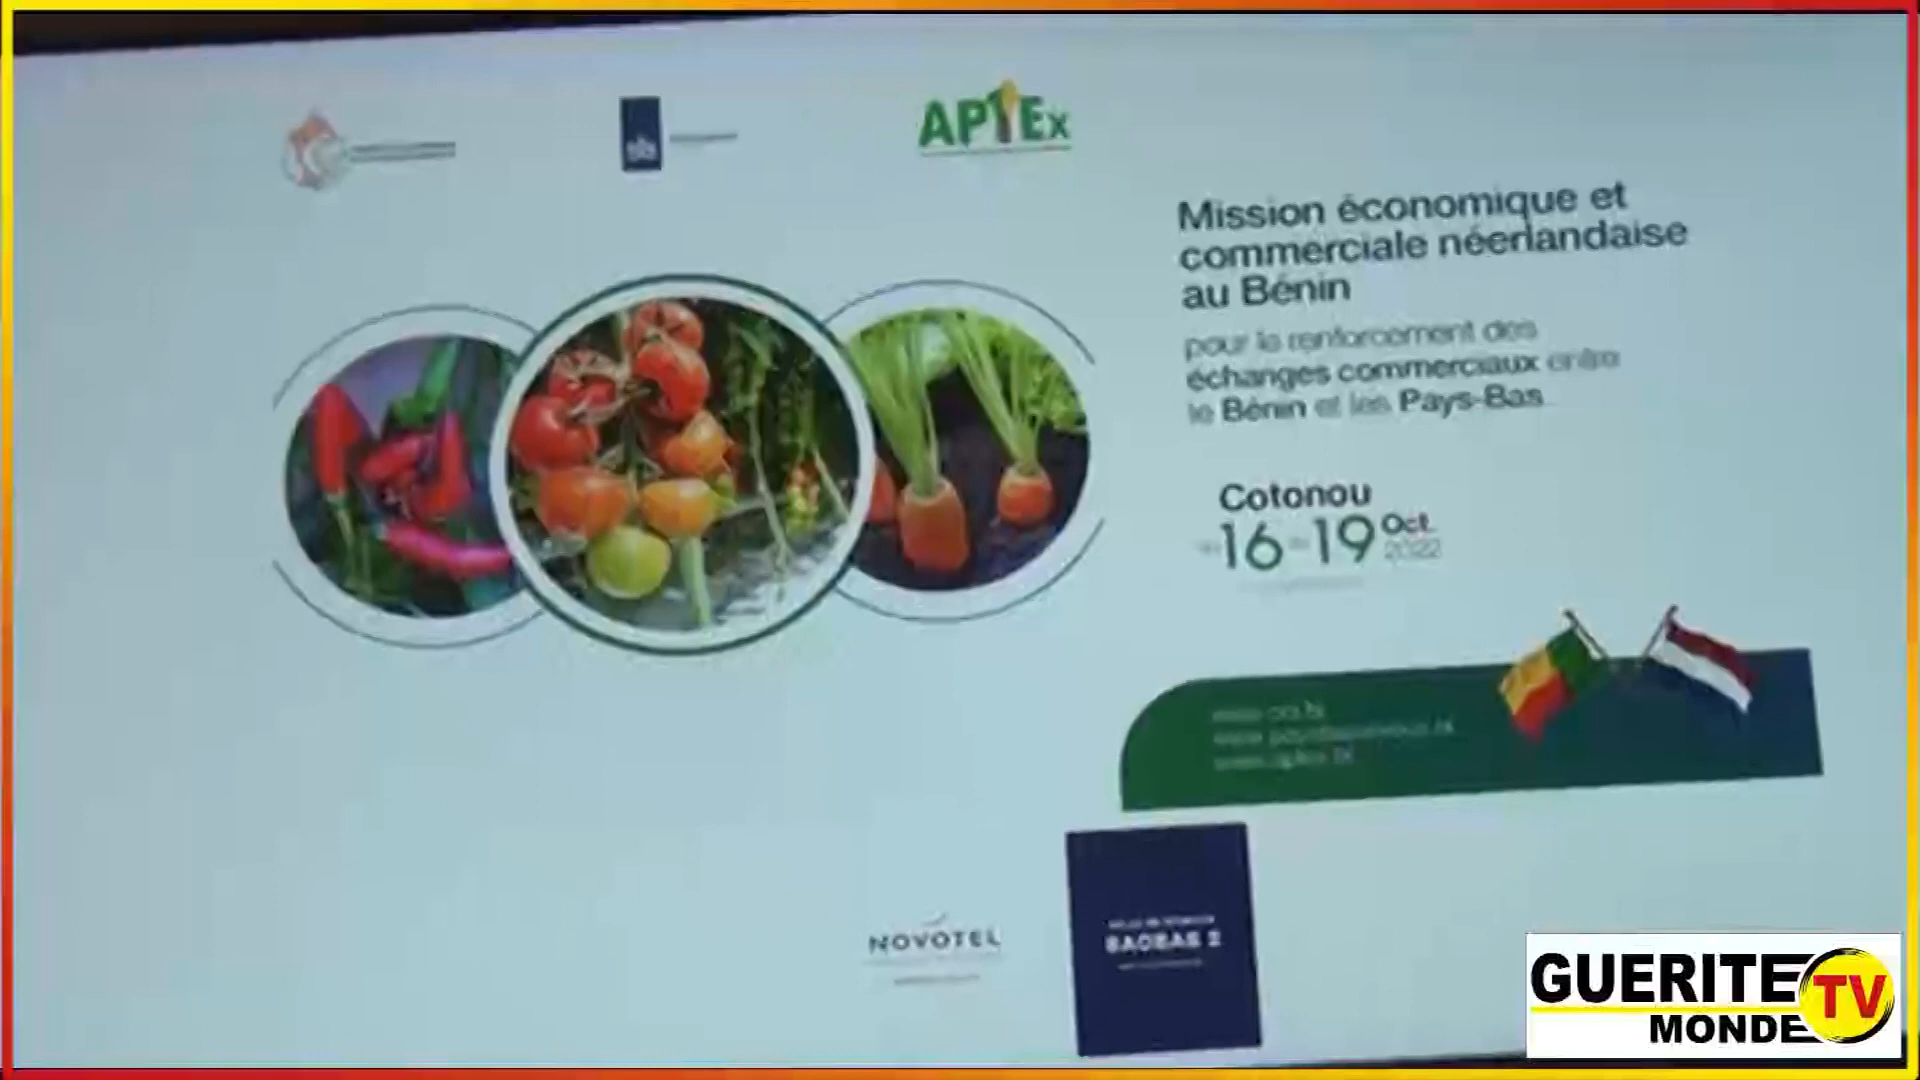 APIEx
Mission économique et
commerciale néerlandaise
au Bénin
pour le renforcement des
échanges commerciaux entre
le Bénin et les Pays-Bas
Cotonou
16 19 Oct.
2022
NOVOTEL
BAOBAB 2
GUERITE TV
MONDE